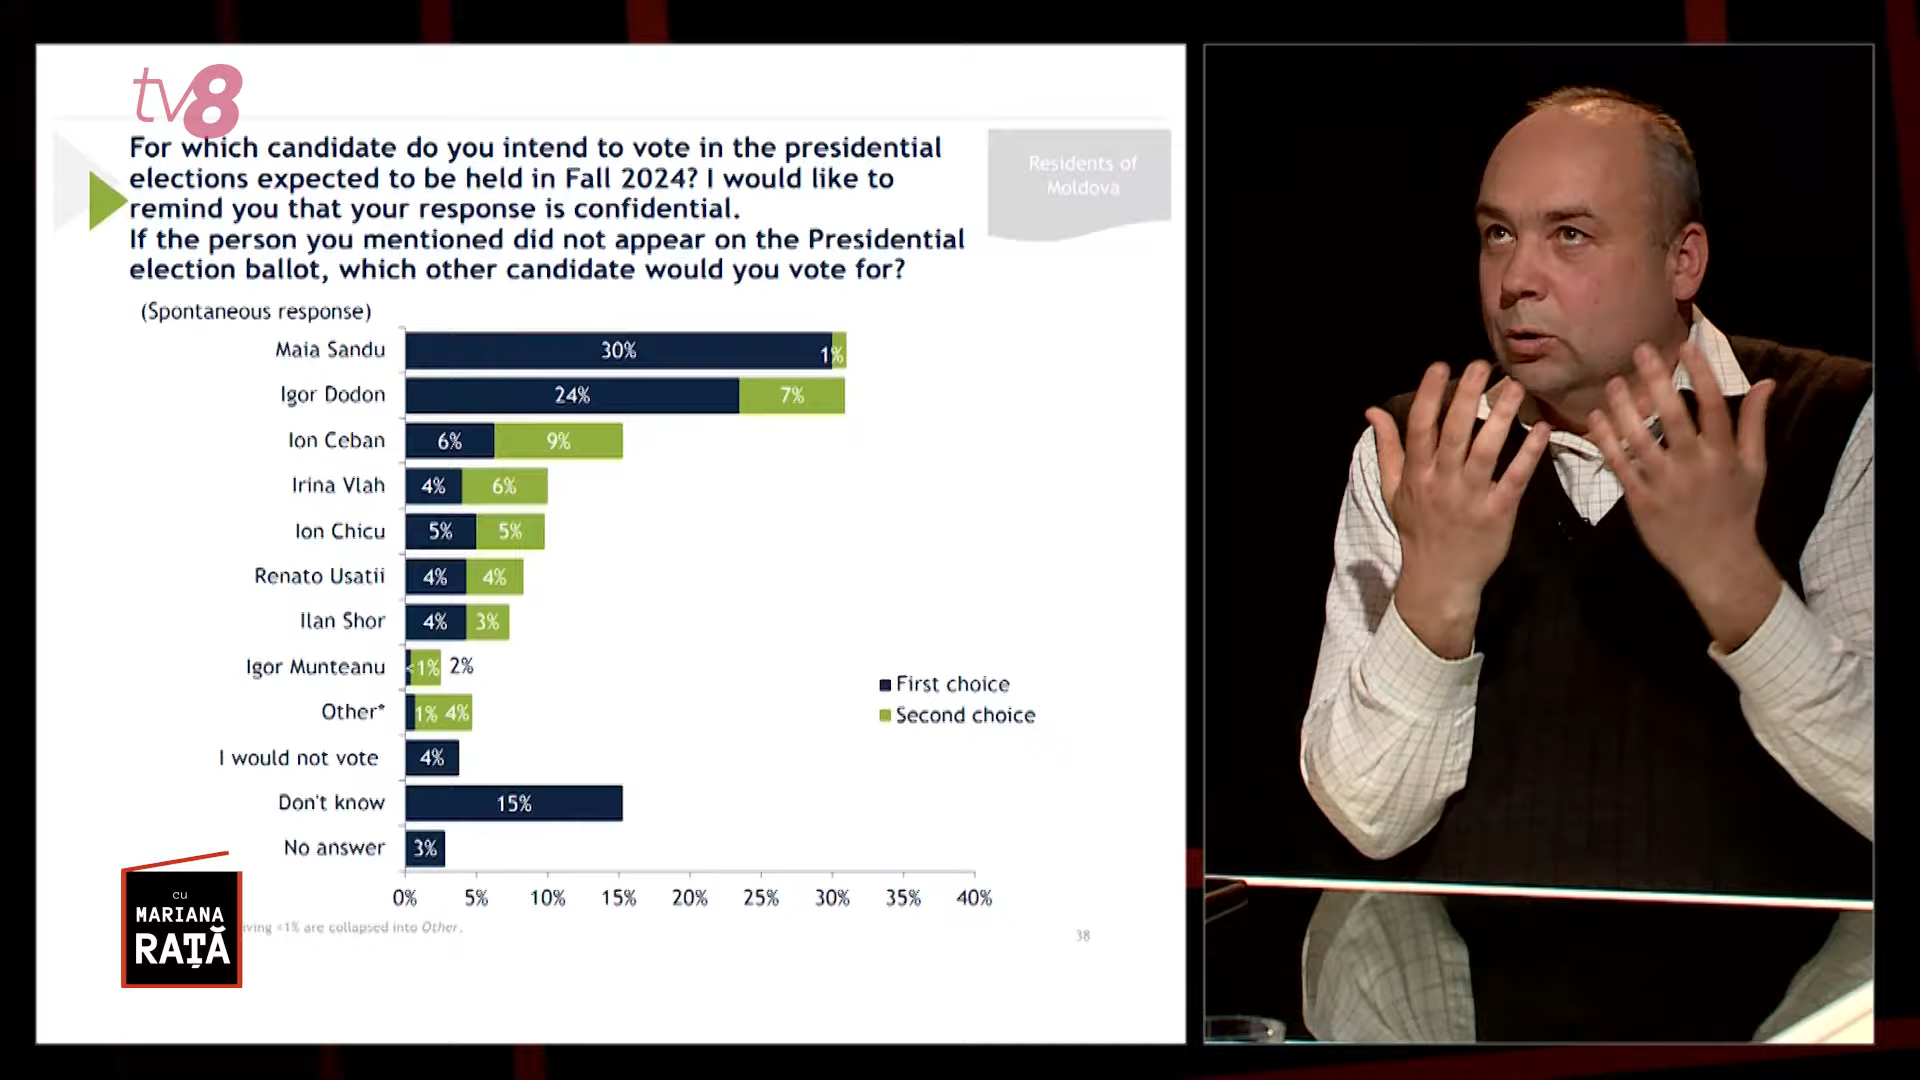 tv8
For which candidate do you intend to vote in the presidential
elections expected to be held in Fall 2024? I would like to
remind you that your response is confidential.
If the person you mentioned did not appear on the Presidential
election ballot, which other candidate would you vote for?
Residents of
Moldova
(Spontaneous response)
Maia Sandu 30% 1%
Igor Dodon 24% 7%
Ion Ceban 6% 9%
Irina Vlah 4% 6%
Ion Chicu 5% 5%
Renato Usatii 4% 4%
Ilan Shor 4% 3%
Igor Munteanu <1% 2%
Other* 1% 4%
I would not vote 4%
Don't know 15%
No answer 3%
First choice
Second choice
0% 5% 10% 15% 20% 25% 30% 35% 40%
<1% are collapsed into Other.
38
cu
MARIANA
RAȚĂ